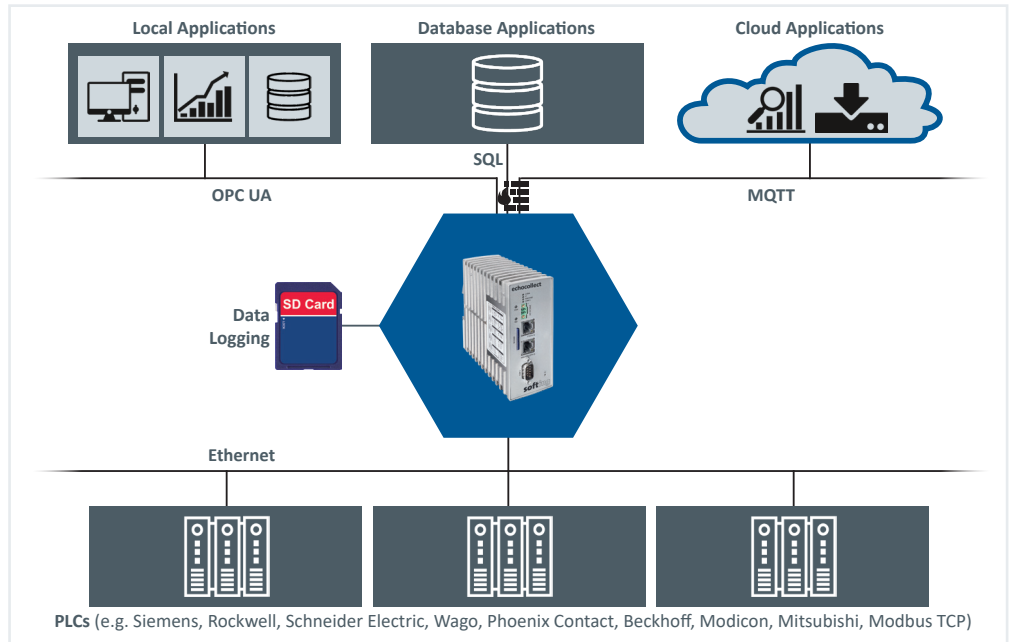 Local Applications
Database Applications
Cloud Applications
SQL
OPC UA
MQTT
echocollect
SD Card
Data
Logging
softing
Ethernet
PLCs (e.g. Siemens, Rockwell, Schneider Electric, Wago, Phoenix Contact, Beckhoff, Modicon, Mitsubishi, Modbus TCP)